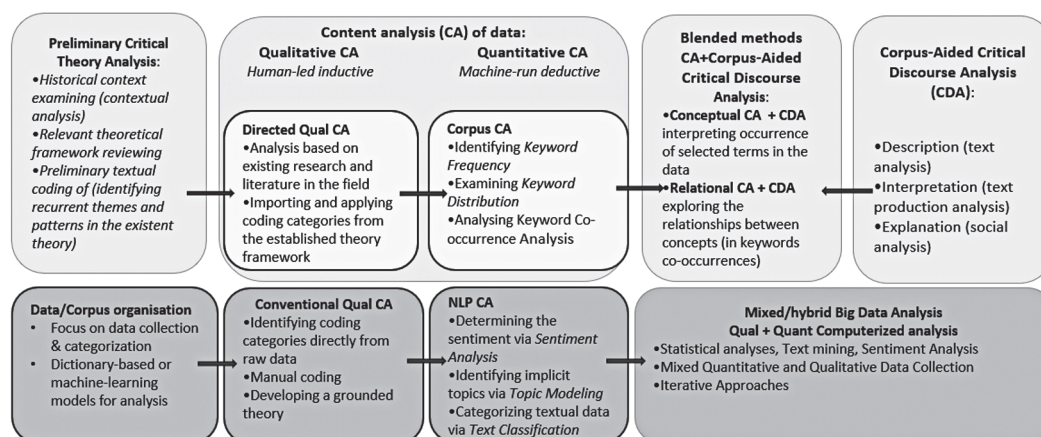 Preliminary Critical
Theory Analysis:
•Historical context
examining (contextual
analysis)
•Relevant theoretical
framework reviewing
•Preliminary textual
coding of (identifying
recurrent themes and
patterns in the existent
theory)
Content analysis (CA) of data:
Qualitative CA
Human-led inductive
Quantitative CA
Machine-run deductive
Directed Qual CA
•Analysis based on
existing research and
literature in the field
•Importing and applying
coding categories from
the established theory
framework
Corpus CA
•Identifying Keyword
Frequency
•Examining Keyword
Distribution
•Analysing Keyword Co-
occurrence Analysis
Blended methods
CA+Corpus-Aided
Critical Discourse
Analysis:
•Conceptual CA + CDA
interpreting occurrence
of selected terms in the
data
•Relational CA + CDA
exploring the
relationships between
concepts (in keywords
co-occurrences)
Corpus-Aided Critical
Discourse Analysis
(CDA):
•Description (text
analysis)
•Interpretation (text
production analysis)
•Explanation (social
analysis)
Data/Corpus organisation
• Focus on data collection
& categorization
• Dictionary-based or
machine-learning
models for analysis
Conventional Qual CA
•Identifying coding
categories directly from
raw data
•Manual coding
•Developing a grounded
theory
NLP CA
•Determining the
sentiment via Sentiment
Analysis
•Identifying implicit
topics via Topic Modeling
•Categorizing textual data
via Text Classification
Mixed/hybrid Big Data Analysis
Qual + Quant Computerized analysis
•Statistical analyses, Text mining, Sentiment Analysis
•Mixed Quantitative and Qualitative Data Collection
•Iterative Approaches